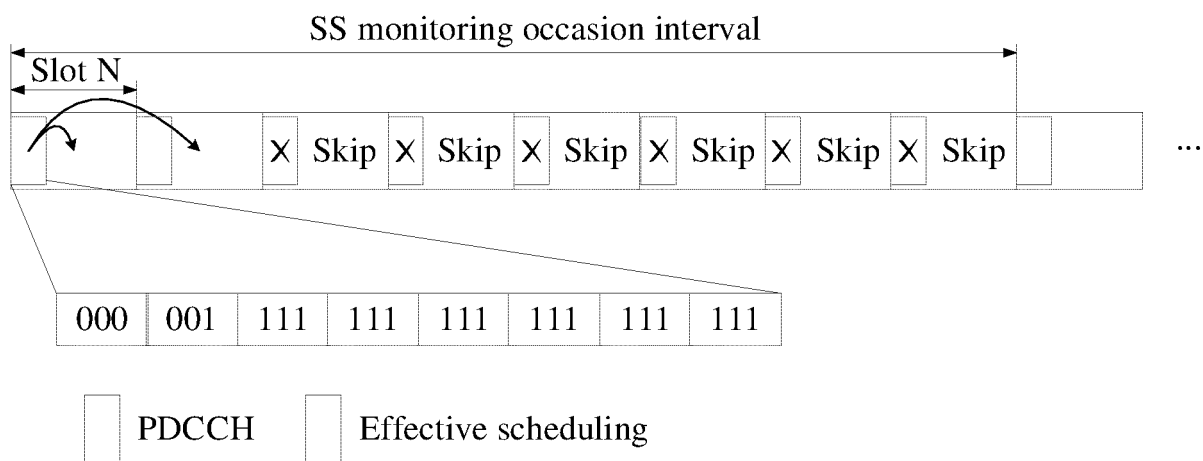 SS monitoring occasion interval
Slot N
X Skip X Skip X Skip X Skip X Skip X Skip ...
000 001 111 111 111 111 111 111
PDCCH Effective scheduling